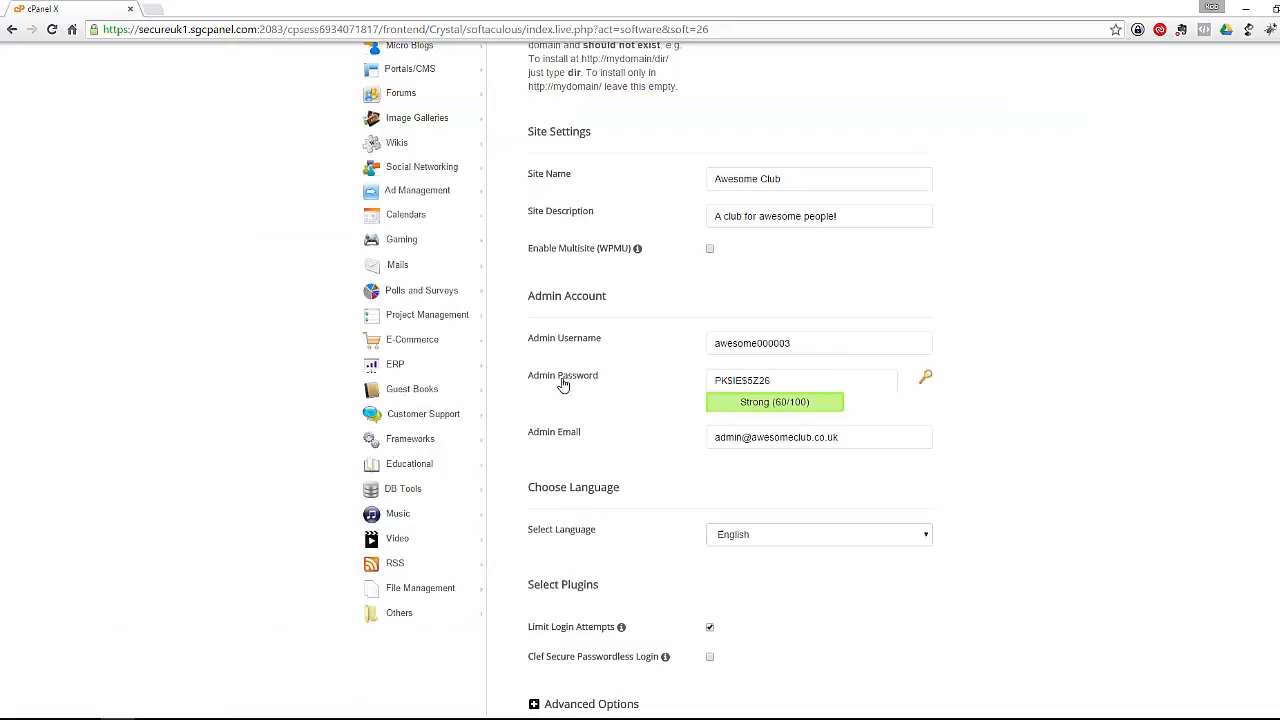 cPanel X
https://secureuk1.sgcpanel.com:2083/cpsess6934071817/frontend/Crystal/softaculous/index.live.php?act=software&soft=26
Micro Blogs
Portals/CMS
Forums
Image Galleries
Wikis
Social Networking
Ad Management
Calendars
Gaming
Mails
Polls and Surveys
Project Management
E-Commerce
ERP
Guest Books
Customer Support
Frameworks
Educational
DB Tools
Music
Video
RSS
File Management
Others
domain and should not exist. e.g.
To install at http://mydomain/dir/
just type dir. To install only in
http://mydomain/ leave this empty.
Site Settings
Site Name
Awesome Club
Site Description
A club for awesome people!
Enable Multisite (WPMU)
Admin Account
Admin Username
awesome000003
Admin Password
PK$IE$5Z26
Strong (60/100)
Admin Email
admin@awesomeclub.co.uk
Choose Language
Select Language
English
Select Plugins
Limit Login Attempts
Clef Secure Passwordless Login
Advanced Options